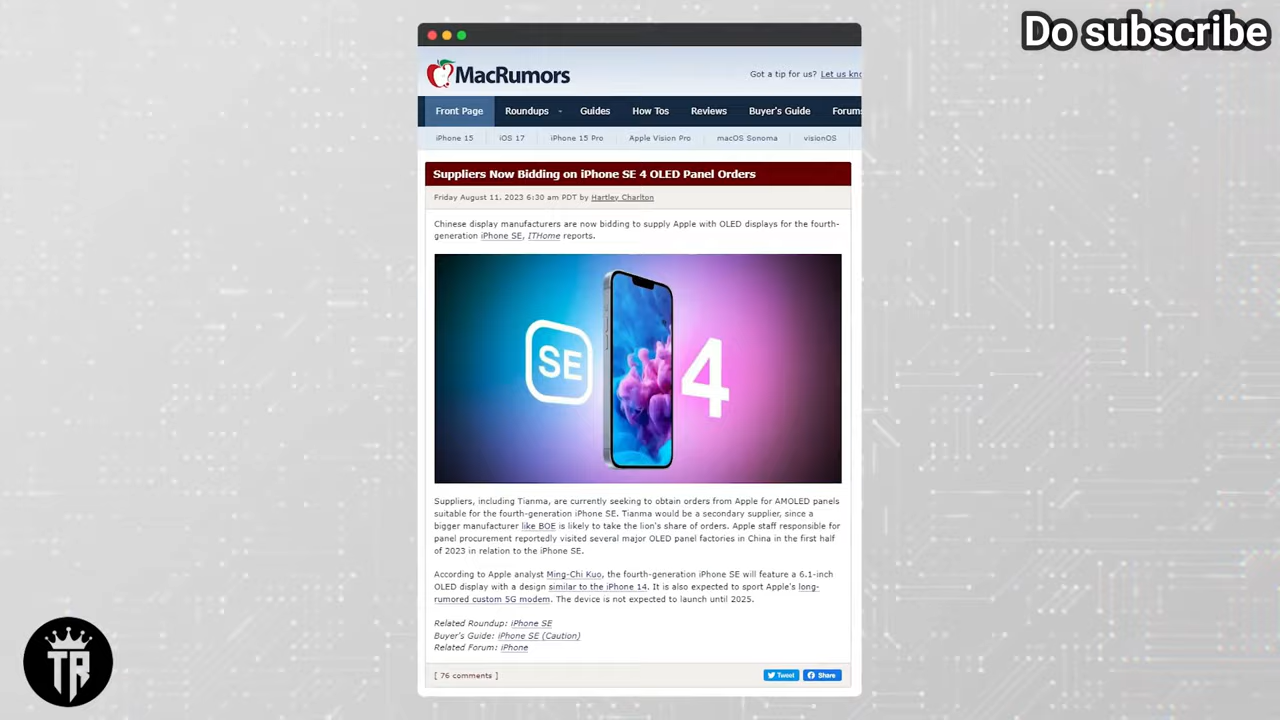 Do subscribe
MacRumors
Got a tip for us? Let us kno
Front Page Roundups Guides How Tos Reviews Buyer's Guide Forums
iPhone 15 iOS 17 iPhone 15 Pro Apple Vision Pro macOS Sonoma visionOS
Suppliers Now Bidding on iPhone SE 4 OLED Panel Orders
Friday August 11, 2023 6:30 am PDT by Hartley Charlton
Chinese display manufacturers are now bidding to supply Apple with OLED displays for the fourth-
generation iPhone SE, ITHome reports.
SE 4
Suppliers, including Tianma, are currently seeking to obtain orders from Apple for AMOLED panels
suitable for the fourth-generation iPhone SE. Tianma would be a secondary supplier, since a
bigger manufacturer like BOE is likely to take the lion's share of orders. Apple staff responsible for
panel procurement reportedly visited several major OLED panel factories in China in the first half
of 2023 in relation to the iPhone SE.
According to Apple analyst Ming-Chi Kuo, the fourth-generation iPhone SE will feature a 6.1-inch
OLED display with a design similar to the iPhone 14. It is also expected to sport Apple's long-
rumored custom 5G modem. The device is not expected to launch until 2025.
Related Roundup: iPhone SE
Buyer's Guide: iPhone SE (Caution)
Related Forum: iPhone
[ 76 comments ]
Tweet Share
TR